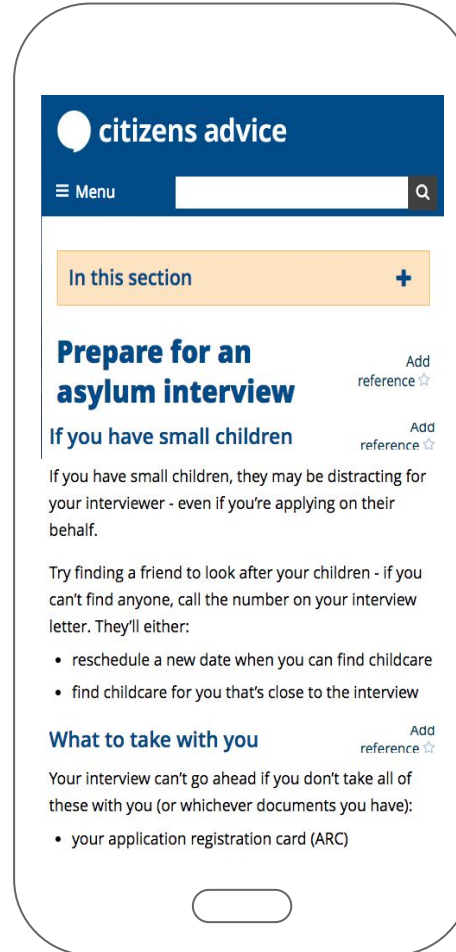 citizens advice
Menu
In this section
Prepare for an
asylum interview
Add
reference
If you have small children
Add
reference
If you have small children, they may be distracting for
your interviewer - even if you're applying on their
behalf.
Try finding a friend to look after your children - if you
can't find anyone, call the number on your interview
letter. They'll either:
• reschedule a new date when you can find childcare
• find childcare for you that's close to the interview
What to take with you
Add
reference
Your interview can't go ahead if you don't take all of
these with you (or whichever documents you have):
• your application registration card (ARC)